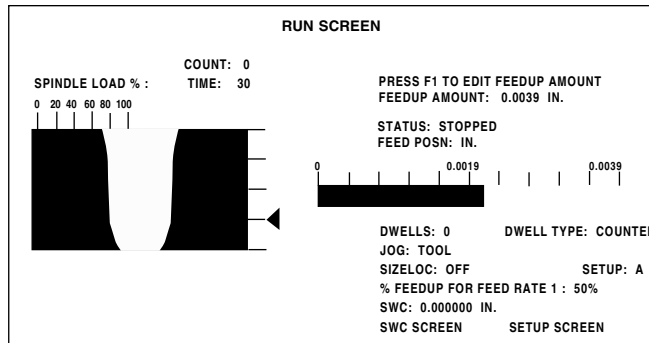 RUN SCREEN
COUNT: 0
SPINDLE LOAD % : TIME: 30
0 20 40 60 80 100
PRESS F1 TO EDIT FEEDUP AMOUNT
FEEDUP AMOUNT: 0.0039 IN.
STATUS: STOPPED
FEED POSN: IN.
0 0.0019 0.0039
DWELLS: 0 DWELL TYPE: COUNTER
JOG: TOOL
SIZELOC: OFF SETUP: A
% FEEDUP FOR FEED RATE 1 : 50%
SWC: 0.000000 IN.
SWC SCREEN SETUP SCREEN